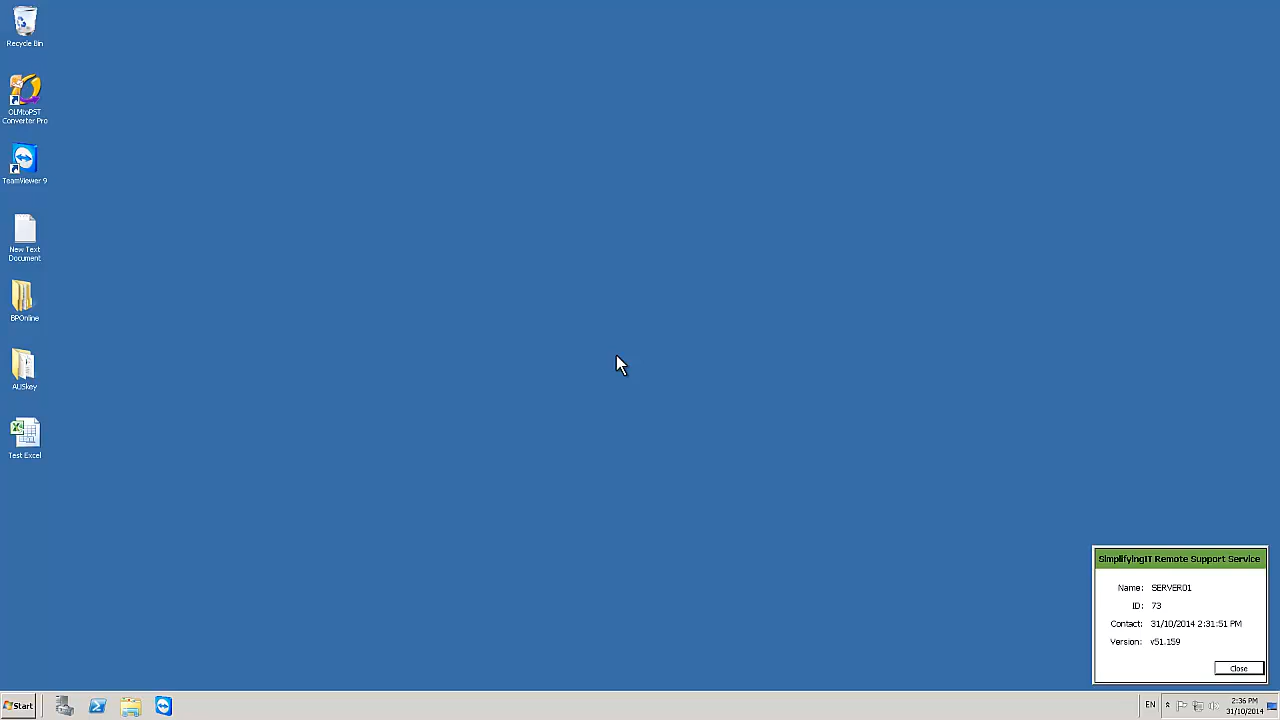 Recycle Bin
OLMtoPST
Converter Pro
TeamViewer 9
New Text
Document
BPOnline
AUSkey
Test Excel
SimplifyingIT Remote Support Service
Name: SERVER01
ID: 73
Contact: 31/10/2014 2:31:51 PM
Version: v51.159
Close
Start
EN
2:36 PM
31/10/2014